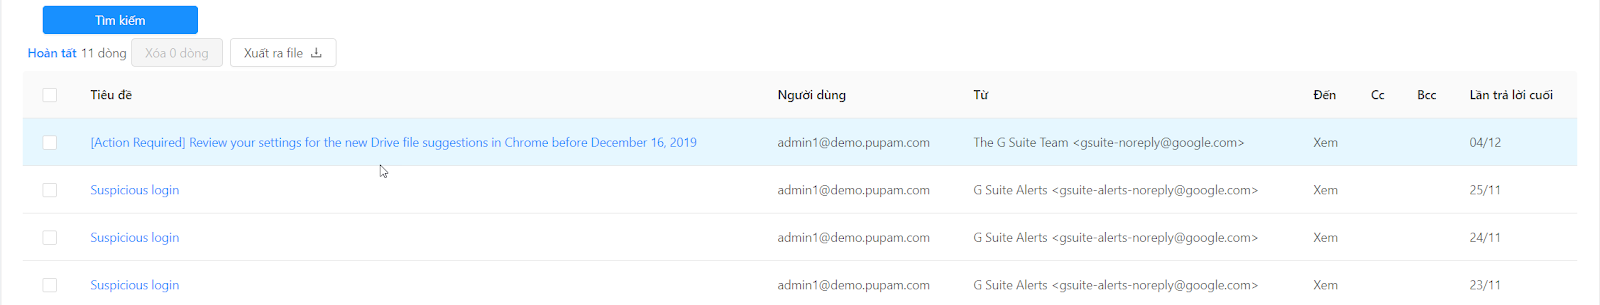 Tìm kiếm
Hoàn tất 11 dòng Xóa 0 dòng Xuất ra file
Tiêu đề Người dùng Từ Đến Cc Bcc Lần trả lời cuối
[Action Required] Review your settings for the new Drive file suggestions in Chrome before December 16, 2019 admin1@demo.pupam.com The G Suite Team <gsuite-noreply@google.com> Xem 04/12
Suspicious login admin1@demo.pupam.com G Suite Alerts <gsuite-alerts-noreply@google.com> Xem 25/11
Suspicious login admin1@demo.pupam.com G Suite Alerts <gsuite-alerts-noreply@google.com> Xem 24/11
Suspicious login admin1@demo.pupam.com G Suite Alerts <gsuite-alerts-noreply@google.com> Xem 23/11